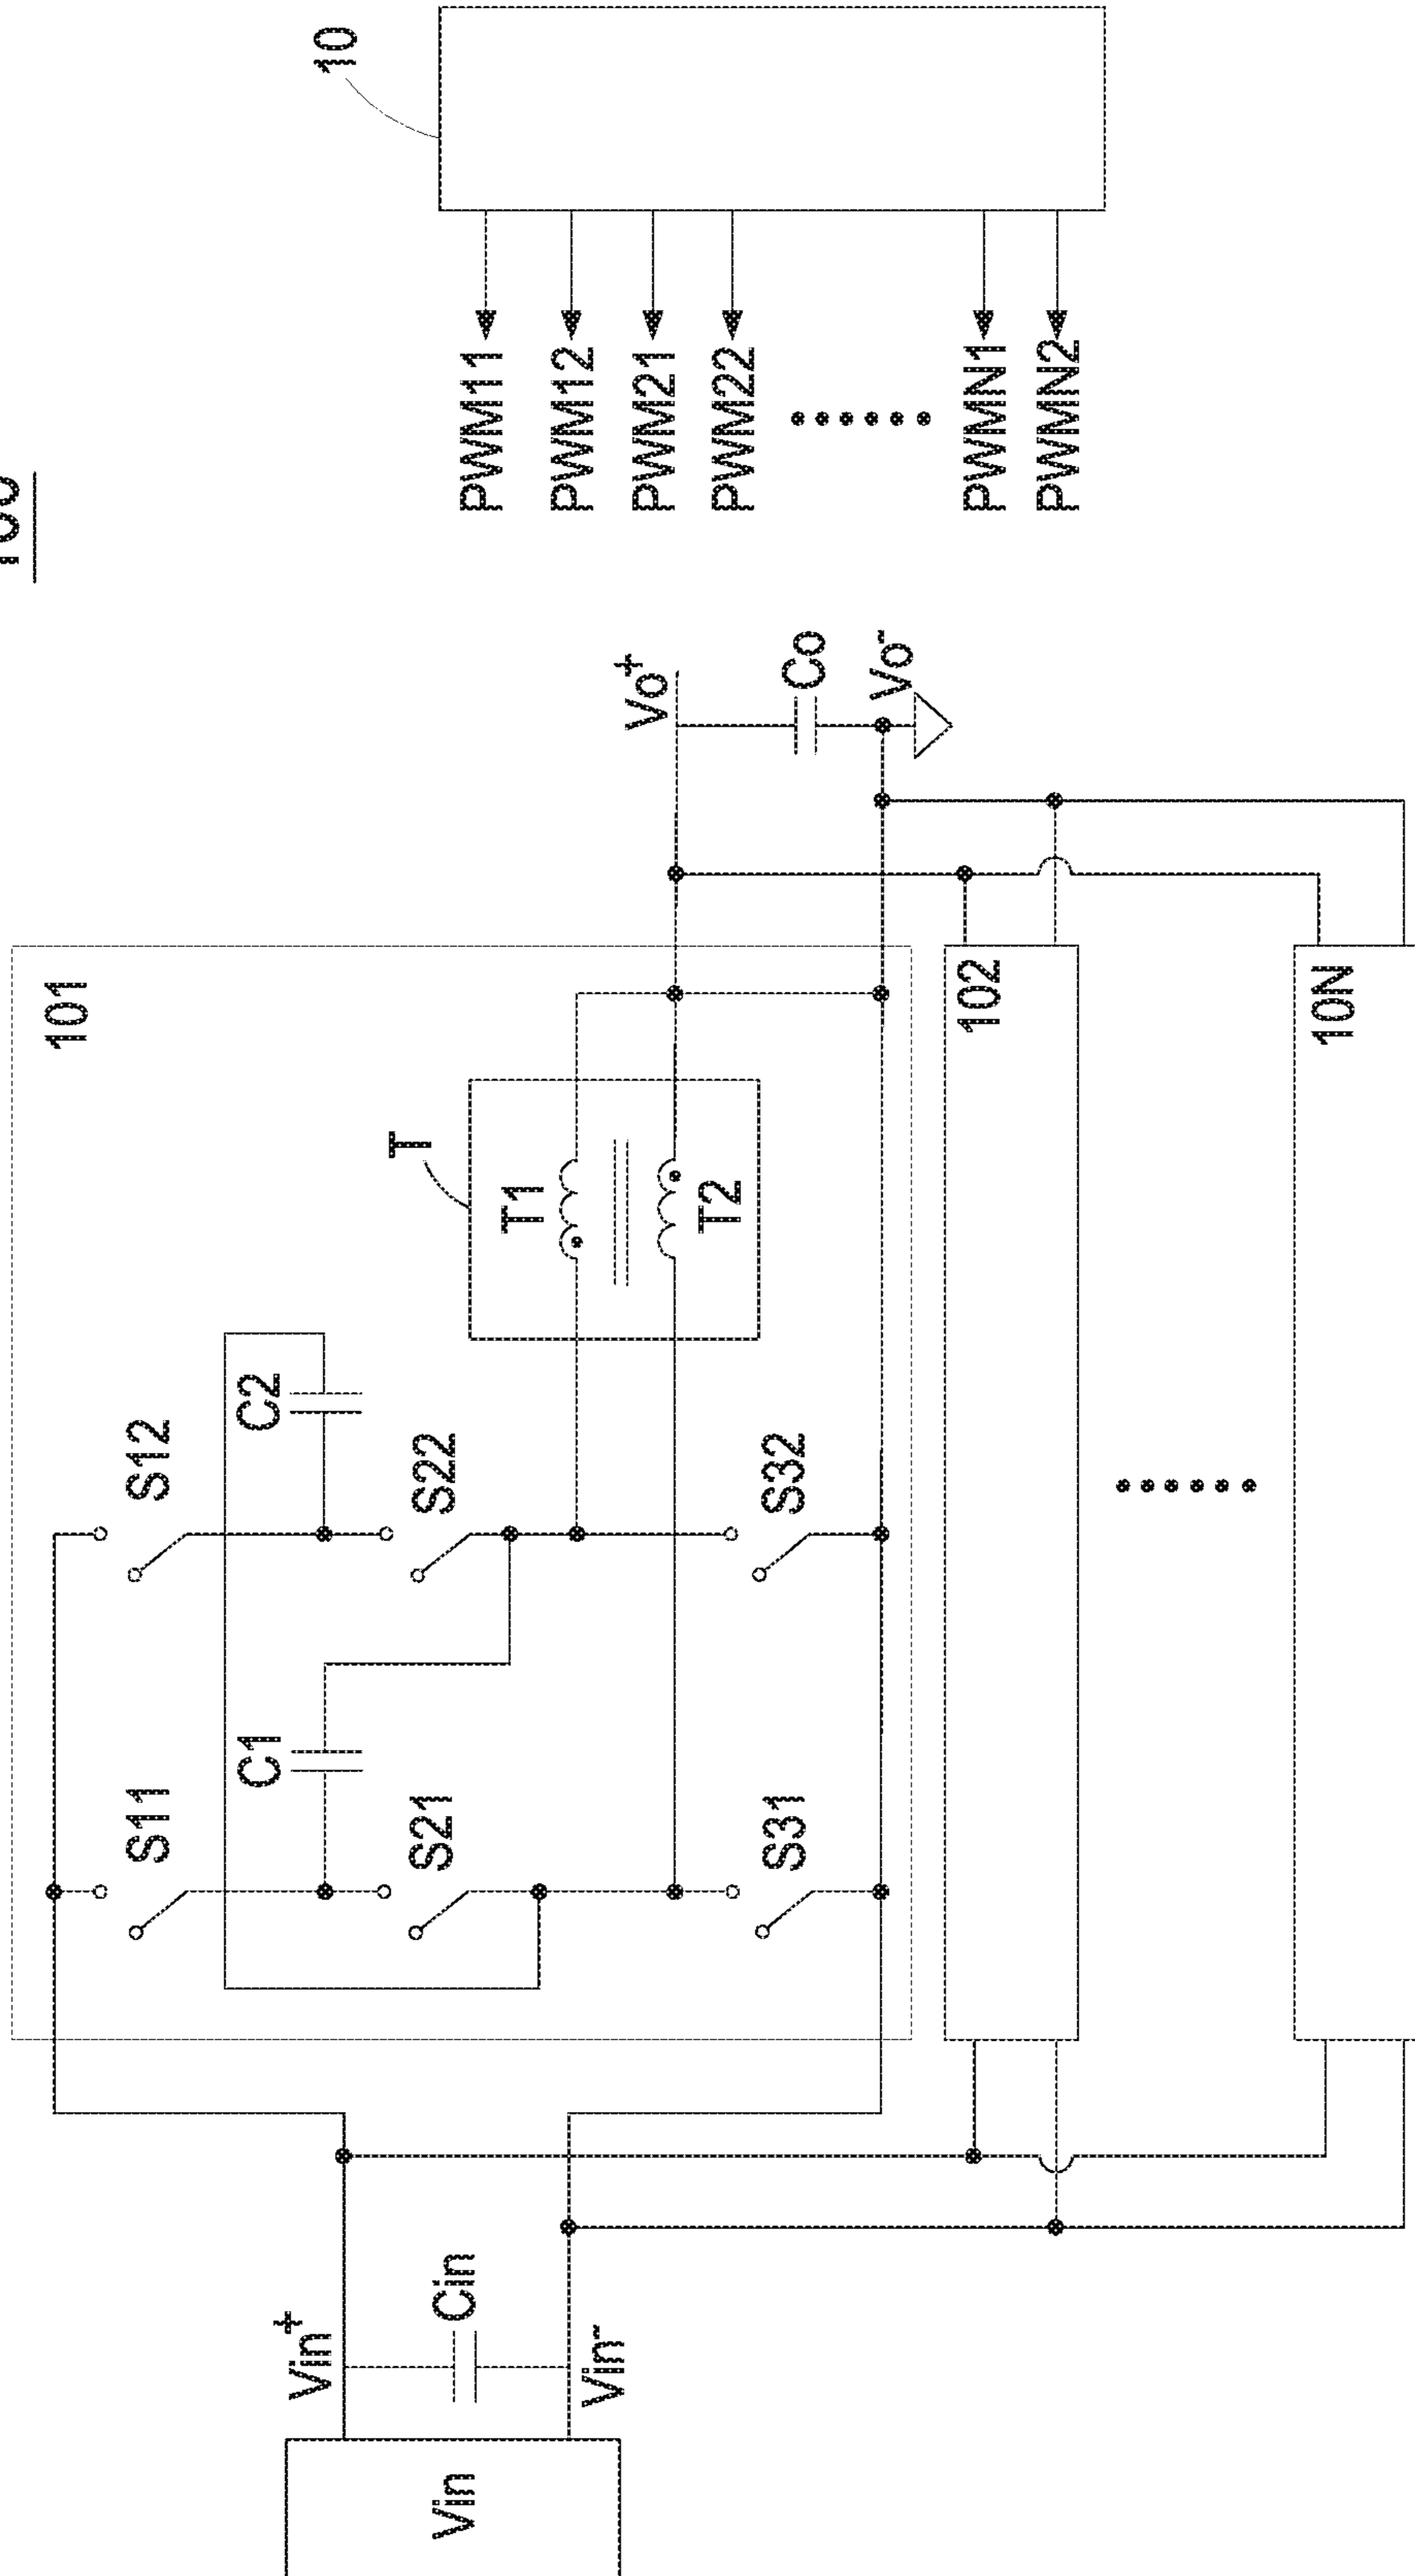 10
PWM11
PWM12
PWM21
PWM22
PWMN1
PWMN2
Vo+
Co
Vo-
101
102
10N
T
T1
T2
S12
C2
S22
S32
S11
C1
S21
S31
Vin+
Cin
Vin-
Vin